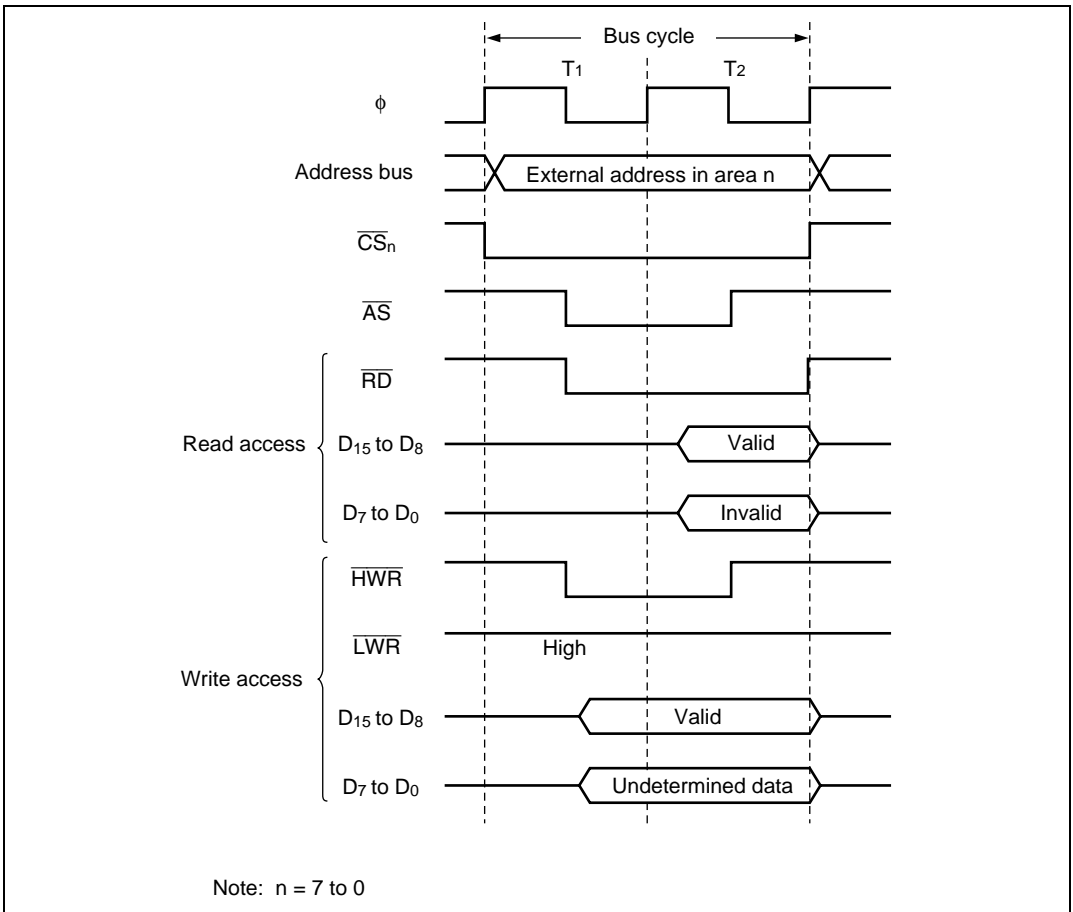 Bus cycle
T1 T2
φ
Address bus External address in area n
CSn
AS
RD
Read access D15 to D8 Valid
D7 to D0 Invalid
HWR
LWR High
Write access
D15 to D8 Valid
D7 to D0 Undetermined data
Note: n = 7 to 0